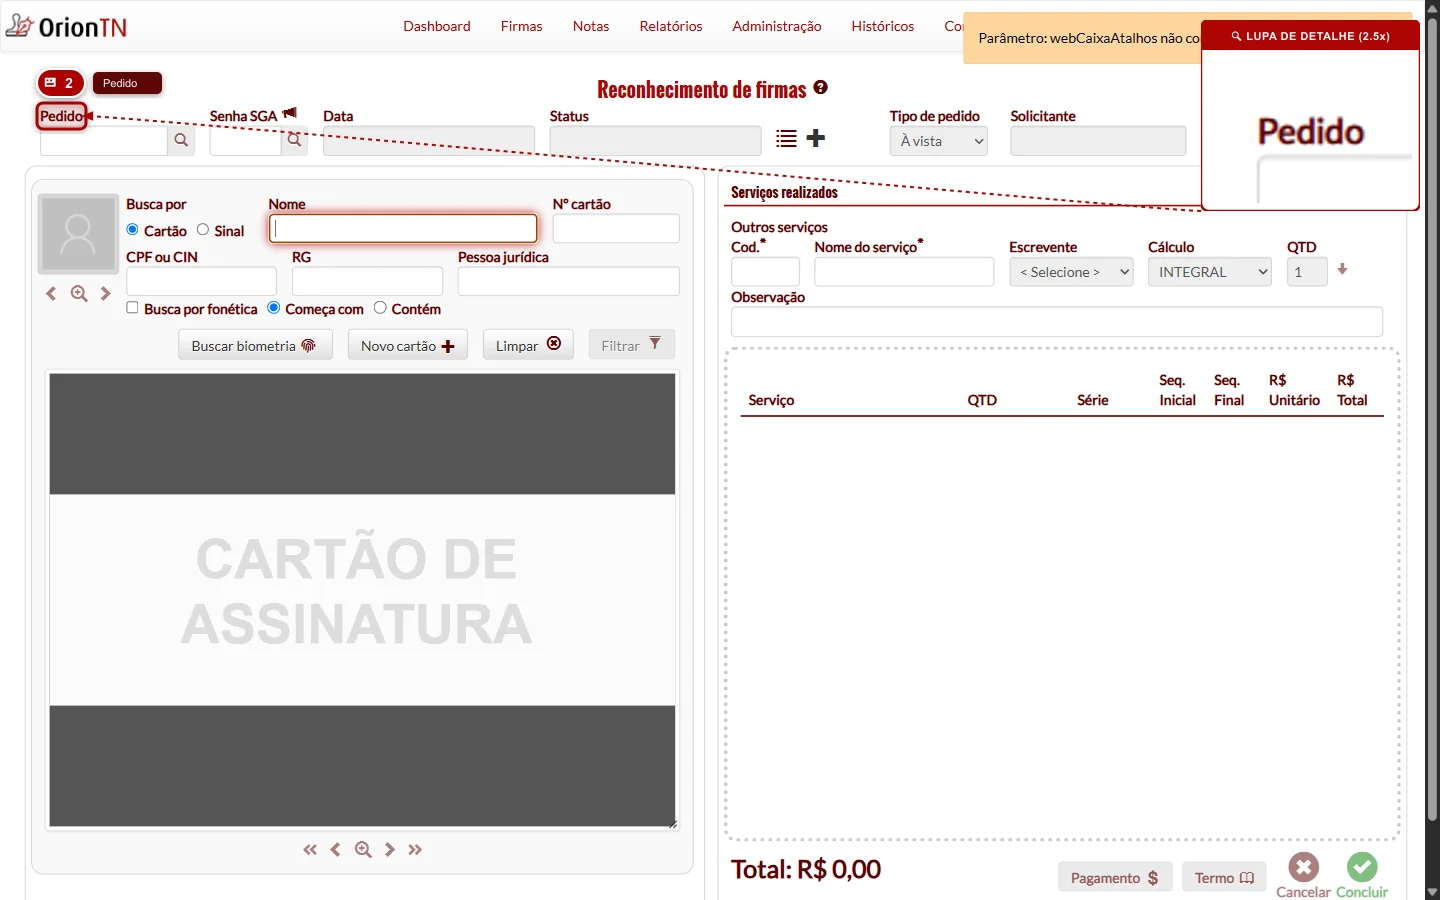 OrionTN
Dashboard
Firmas
Notas
Relatórios
Administração
Históricos
Parâmetro: webCaixaAtalhos não co
LUPA DE DETALHE (2.5x)
Pedido
2
Pedido
Reconhecimento de firmas
Pedido
Senha SGA
Data
Status
Tipo de pedido
Solicitante
À vista
Busca por
Nome
Nº cartão
Cartão
Sinal
CPF ou CIN
RG
Pessoa jurídica
Busca por fonética
Começa com
Contém
Buscar biometria
Novo cartão
Limpar
Filtrar
CARTÃO DE
ASSINATURA
Serviços realizados
Outros serviços
Cod.*
Nome do serviço*
Escrevente
Cálculo
QTD
< Selecione >
INTEGRAL
1
Observação
Serviço
QTD
Série
Seq. Inicial
Seq. Final
R$ Unitário
R$ Total
Total: R$ 0,00
Pagamento $
Termo
Cancelar
Concluir